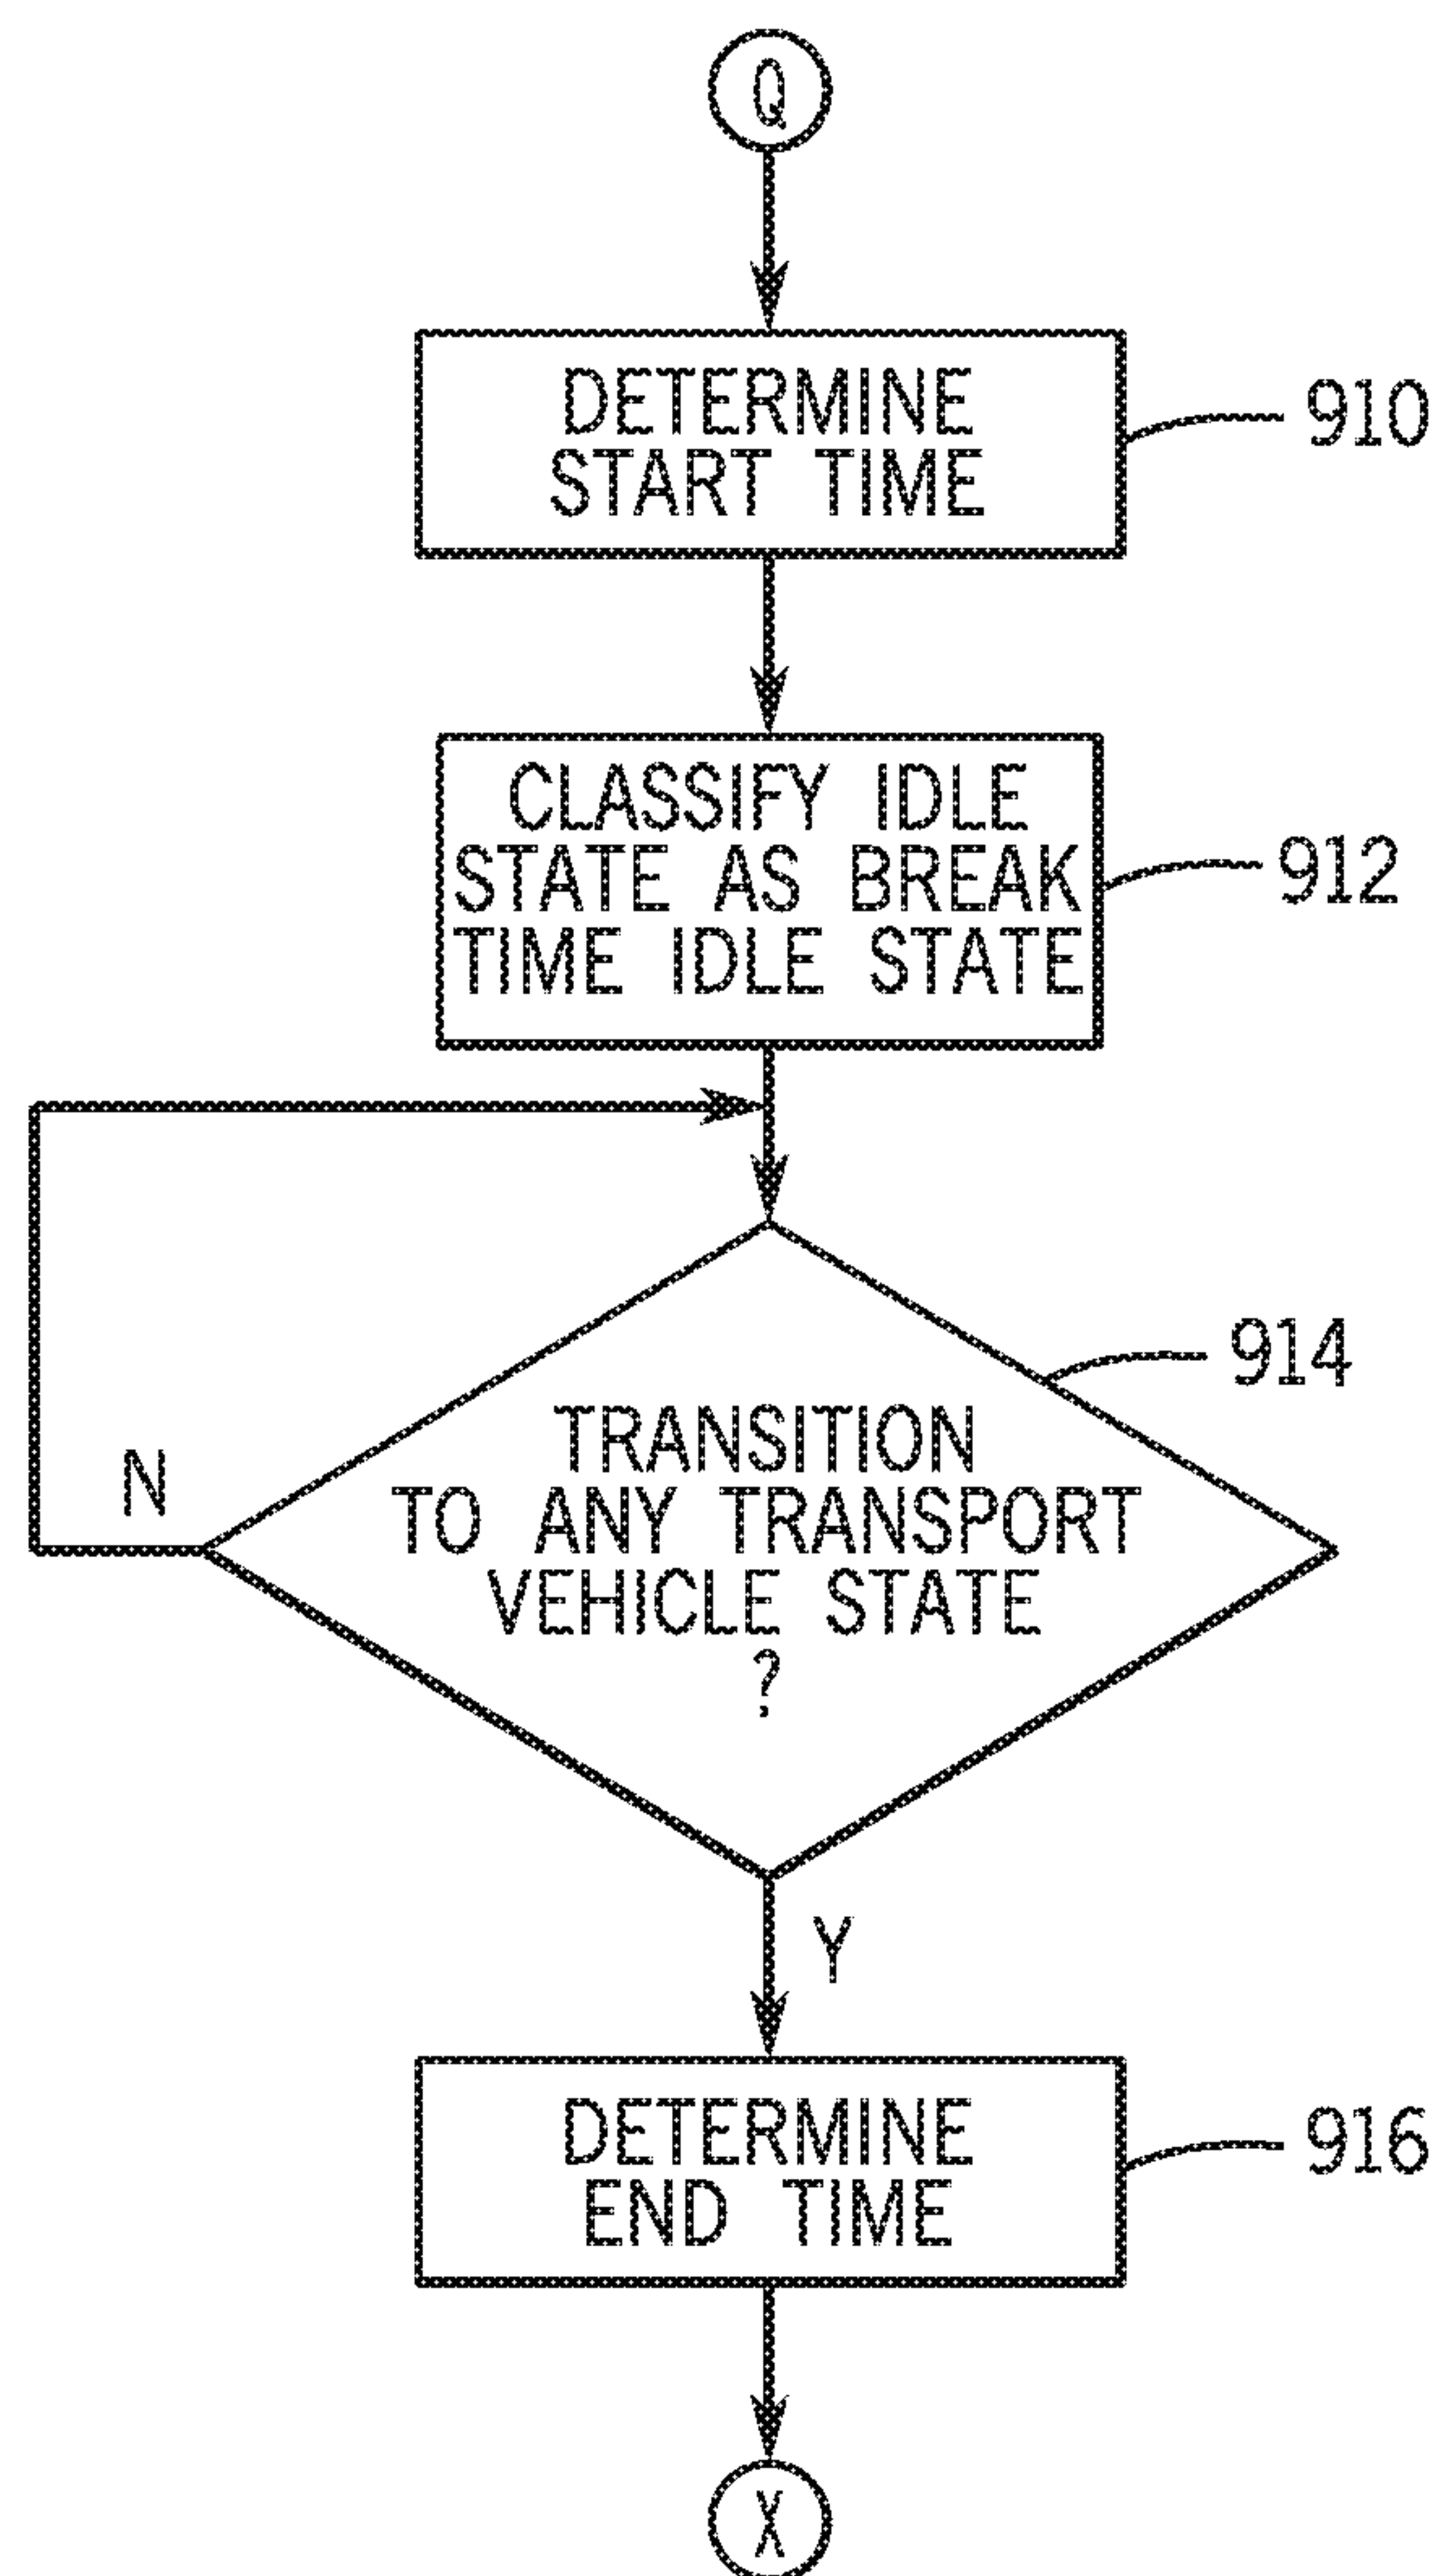 Q
DETERMINE
START TIME
910
CLASSIFY IDLE
STATE AS BREAK
TIME IDLE STATE
912
914
TRANSITION
TO ANY TRANSPORT
VEHICLE STATE
?
N
Y
DETERMINE
END TIME
916
X